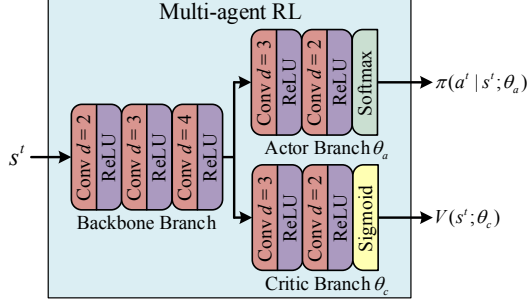 Multi-agent RL
s^t
Conv d = 2
ReLU
Conv d = 3
ReLU
Conv d = 4
ReLU
Backbone Branch
Conv d = 3
ReLU
Conv d = 2
ReLU
Softmax
Actor Branch θ_a
π(a^t | s^t; θ_a)
Conv d = 3
ReLU
Conv d = 2
ReLU
Sigmoid
Critic Branch θ_c
V(s^t; θ_c)